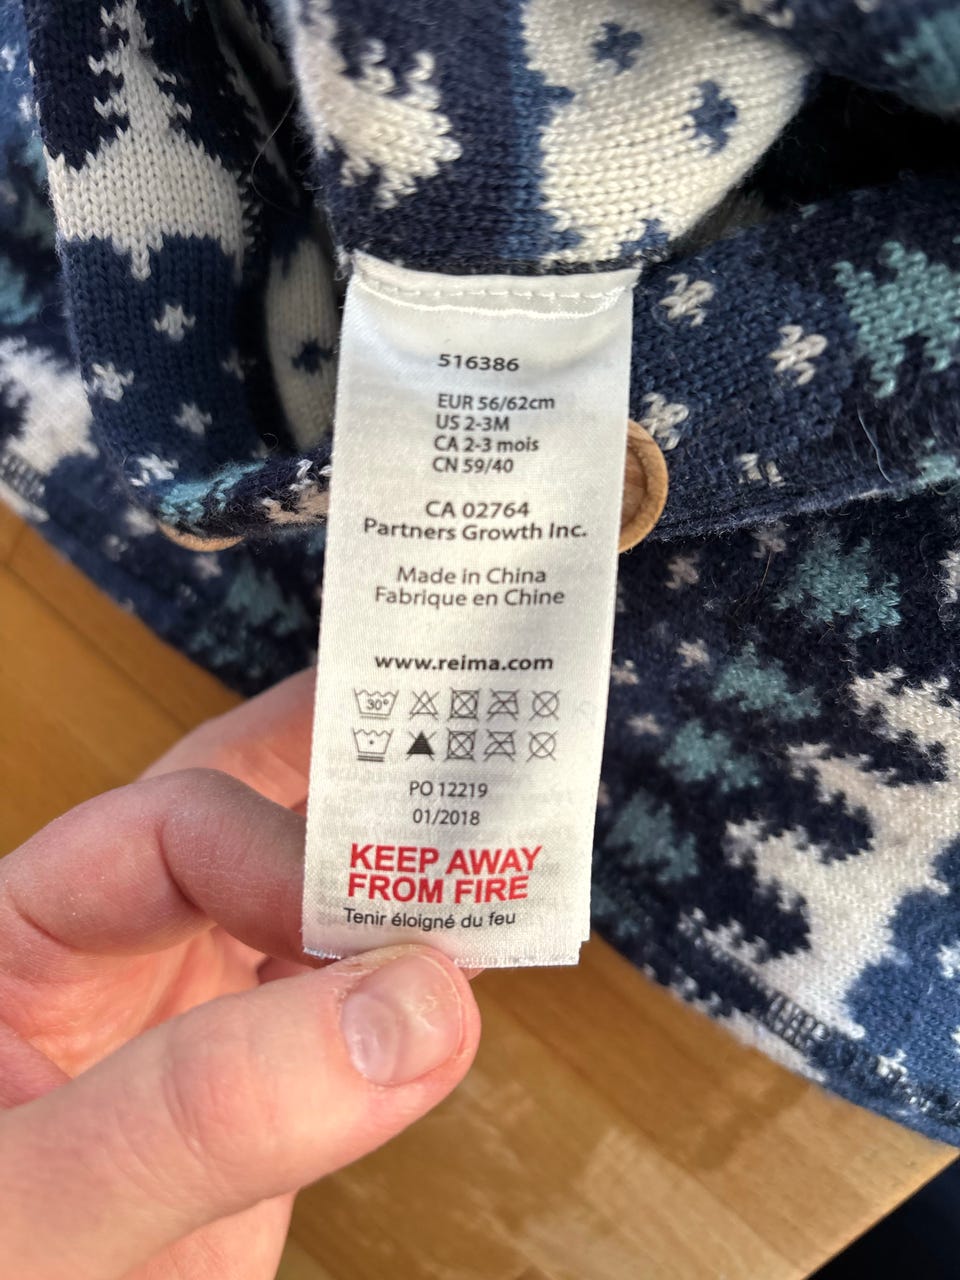 516386
EUR 56/62cm
US 2-3M
CA 2-3 mois
CN 59/40
CA 02764
Partners Growth Inc.
Made in China
Fabrique en Chine
www.reima.com
30°
PO 12219
01/2018
KEEP AWAY
FROM FIRE
Tenir éloigné du feu